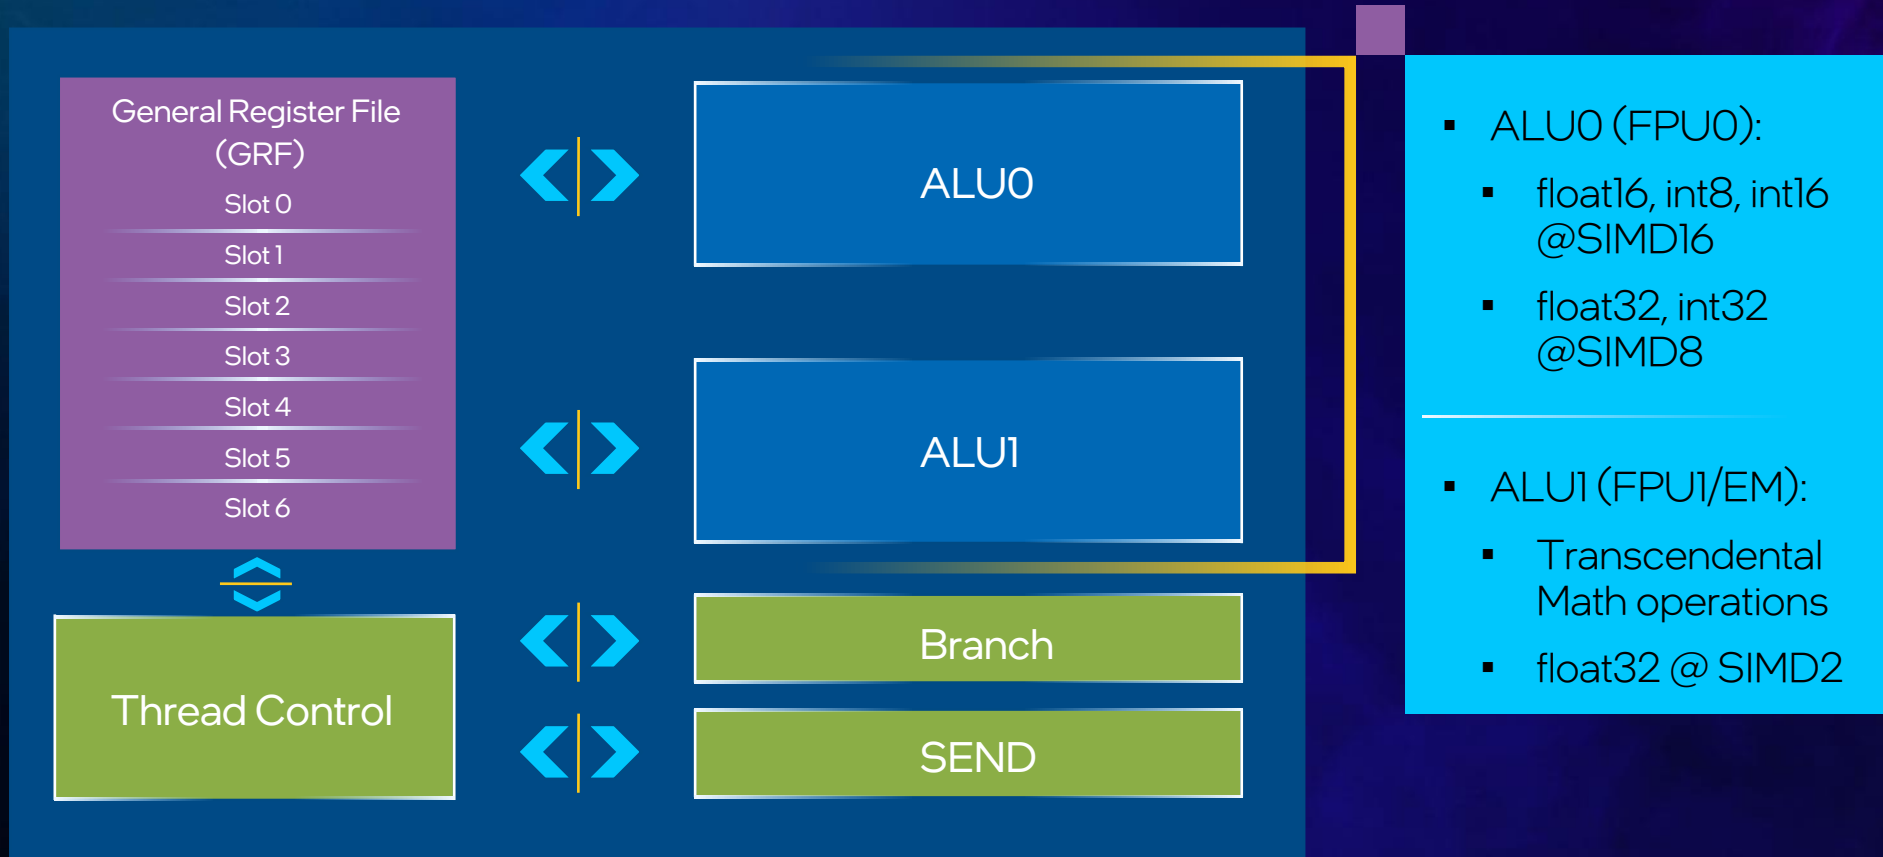 General Register File
(GRF)
Slot 0
Slot 1
Slot 2
Slot 3
Slot 4
Slot 5
Slot 6
Thread Control
ALU0
ALU1
Branch
SEND
▪ ALU0 (FPU0):
▪ float16, int8, int16
@SIMD16
▪ float32, int32
@SIMD8
▪ ALU1 (FPU1/EM):
▪ Transcendental
Math operations
▪ float32 @ SIMD2